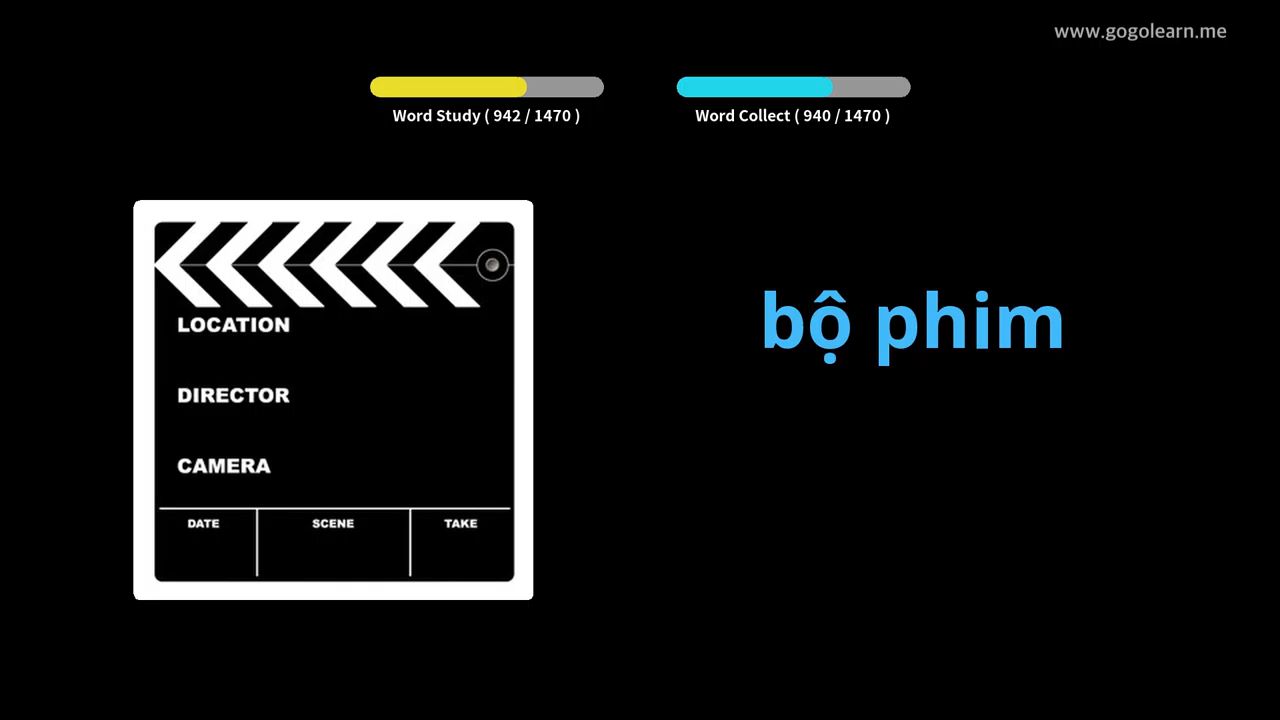 www.gogolearn.me
Word Study ( 942 / 1470 )
Word Collect ( 940 / 1470 )
LOCATION
DIRECTOR
CAMERA
DATE
SCENE
TAKE
bộ phim